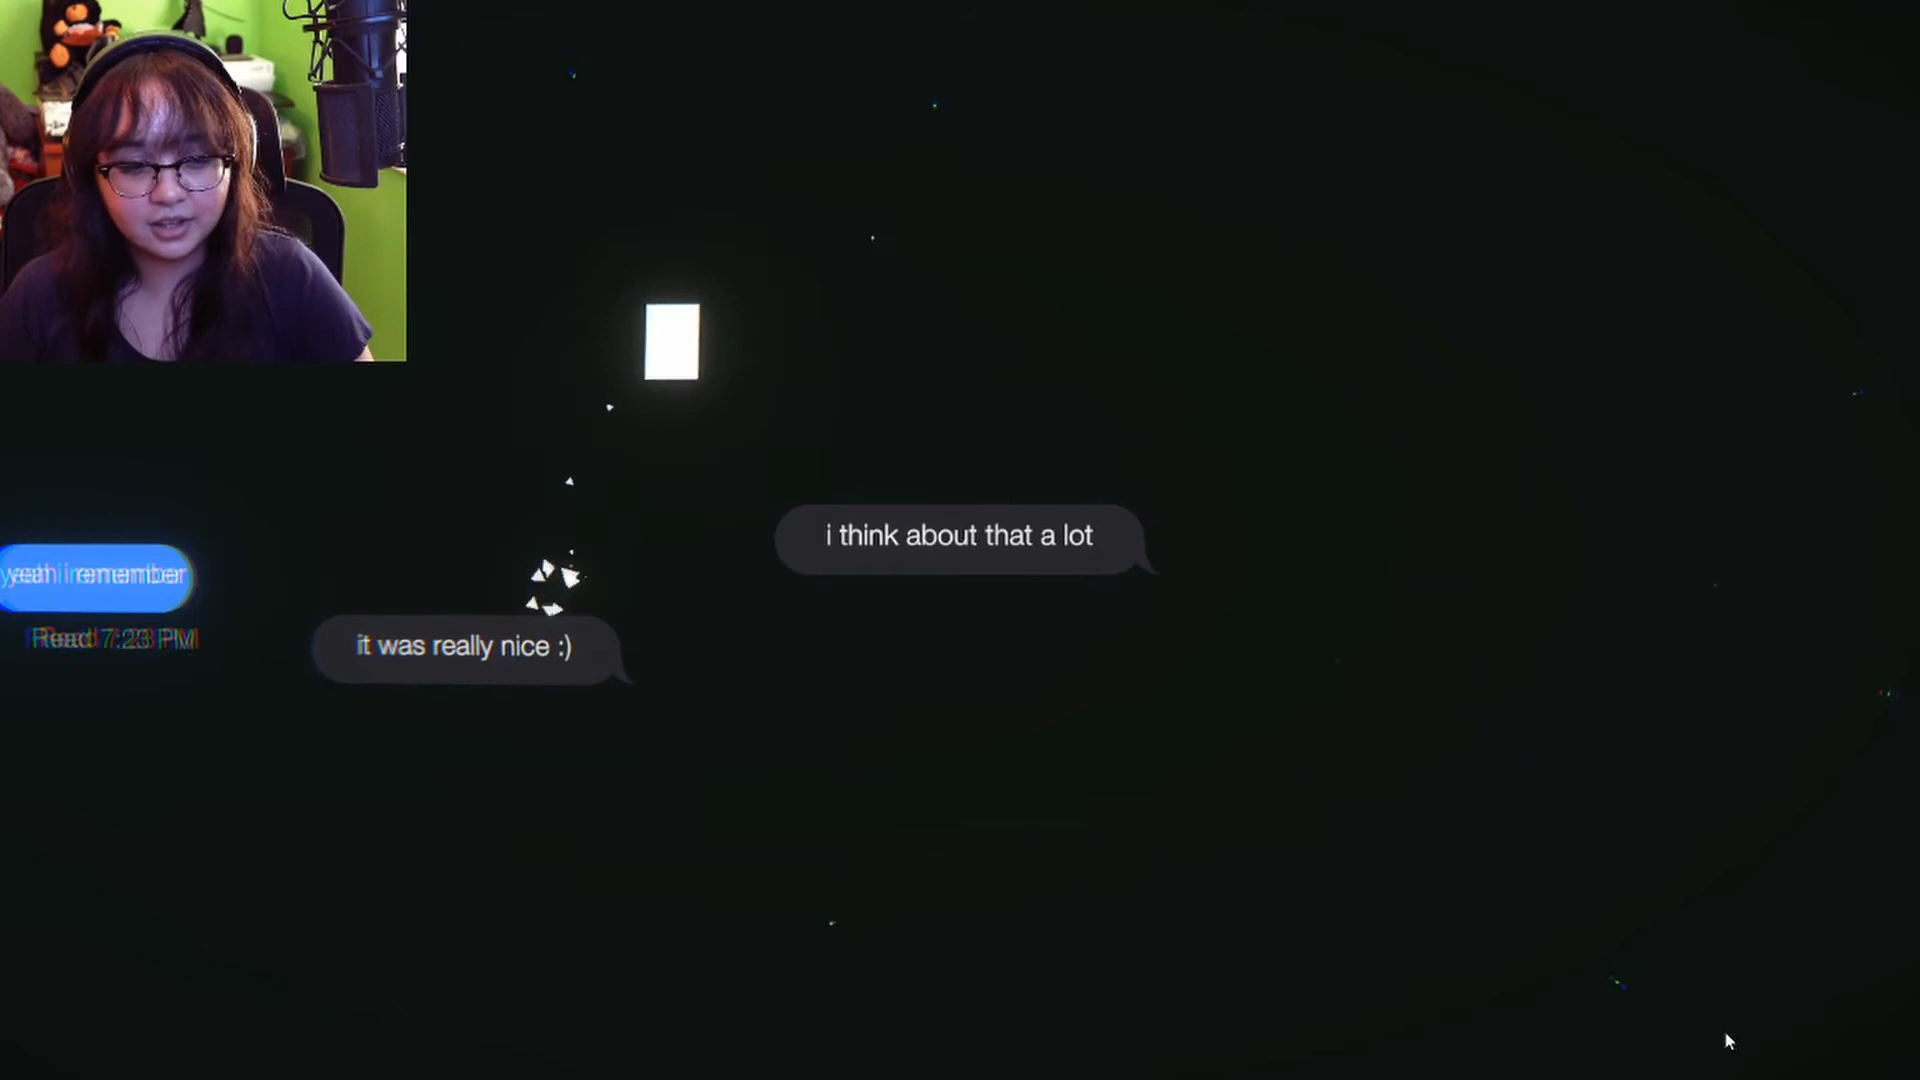 yeah i remember
Read 7:23 PM
it was really nice :)
i think about that a lot